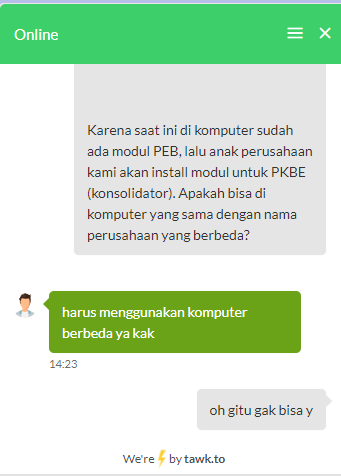 Online
Karena saat ini di komputer sudah
ada modul PEB, lalu anak perusahaan
kami akan install modul untuk PKBE
(konsolidator). Apakah bisa di
komputer yang sama dengan nama
perusahaan yang berbeda?
harus menggunakan komputer
berbeda ya kak
14:23
oh gitu gak bisa y
We're by tawk.to